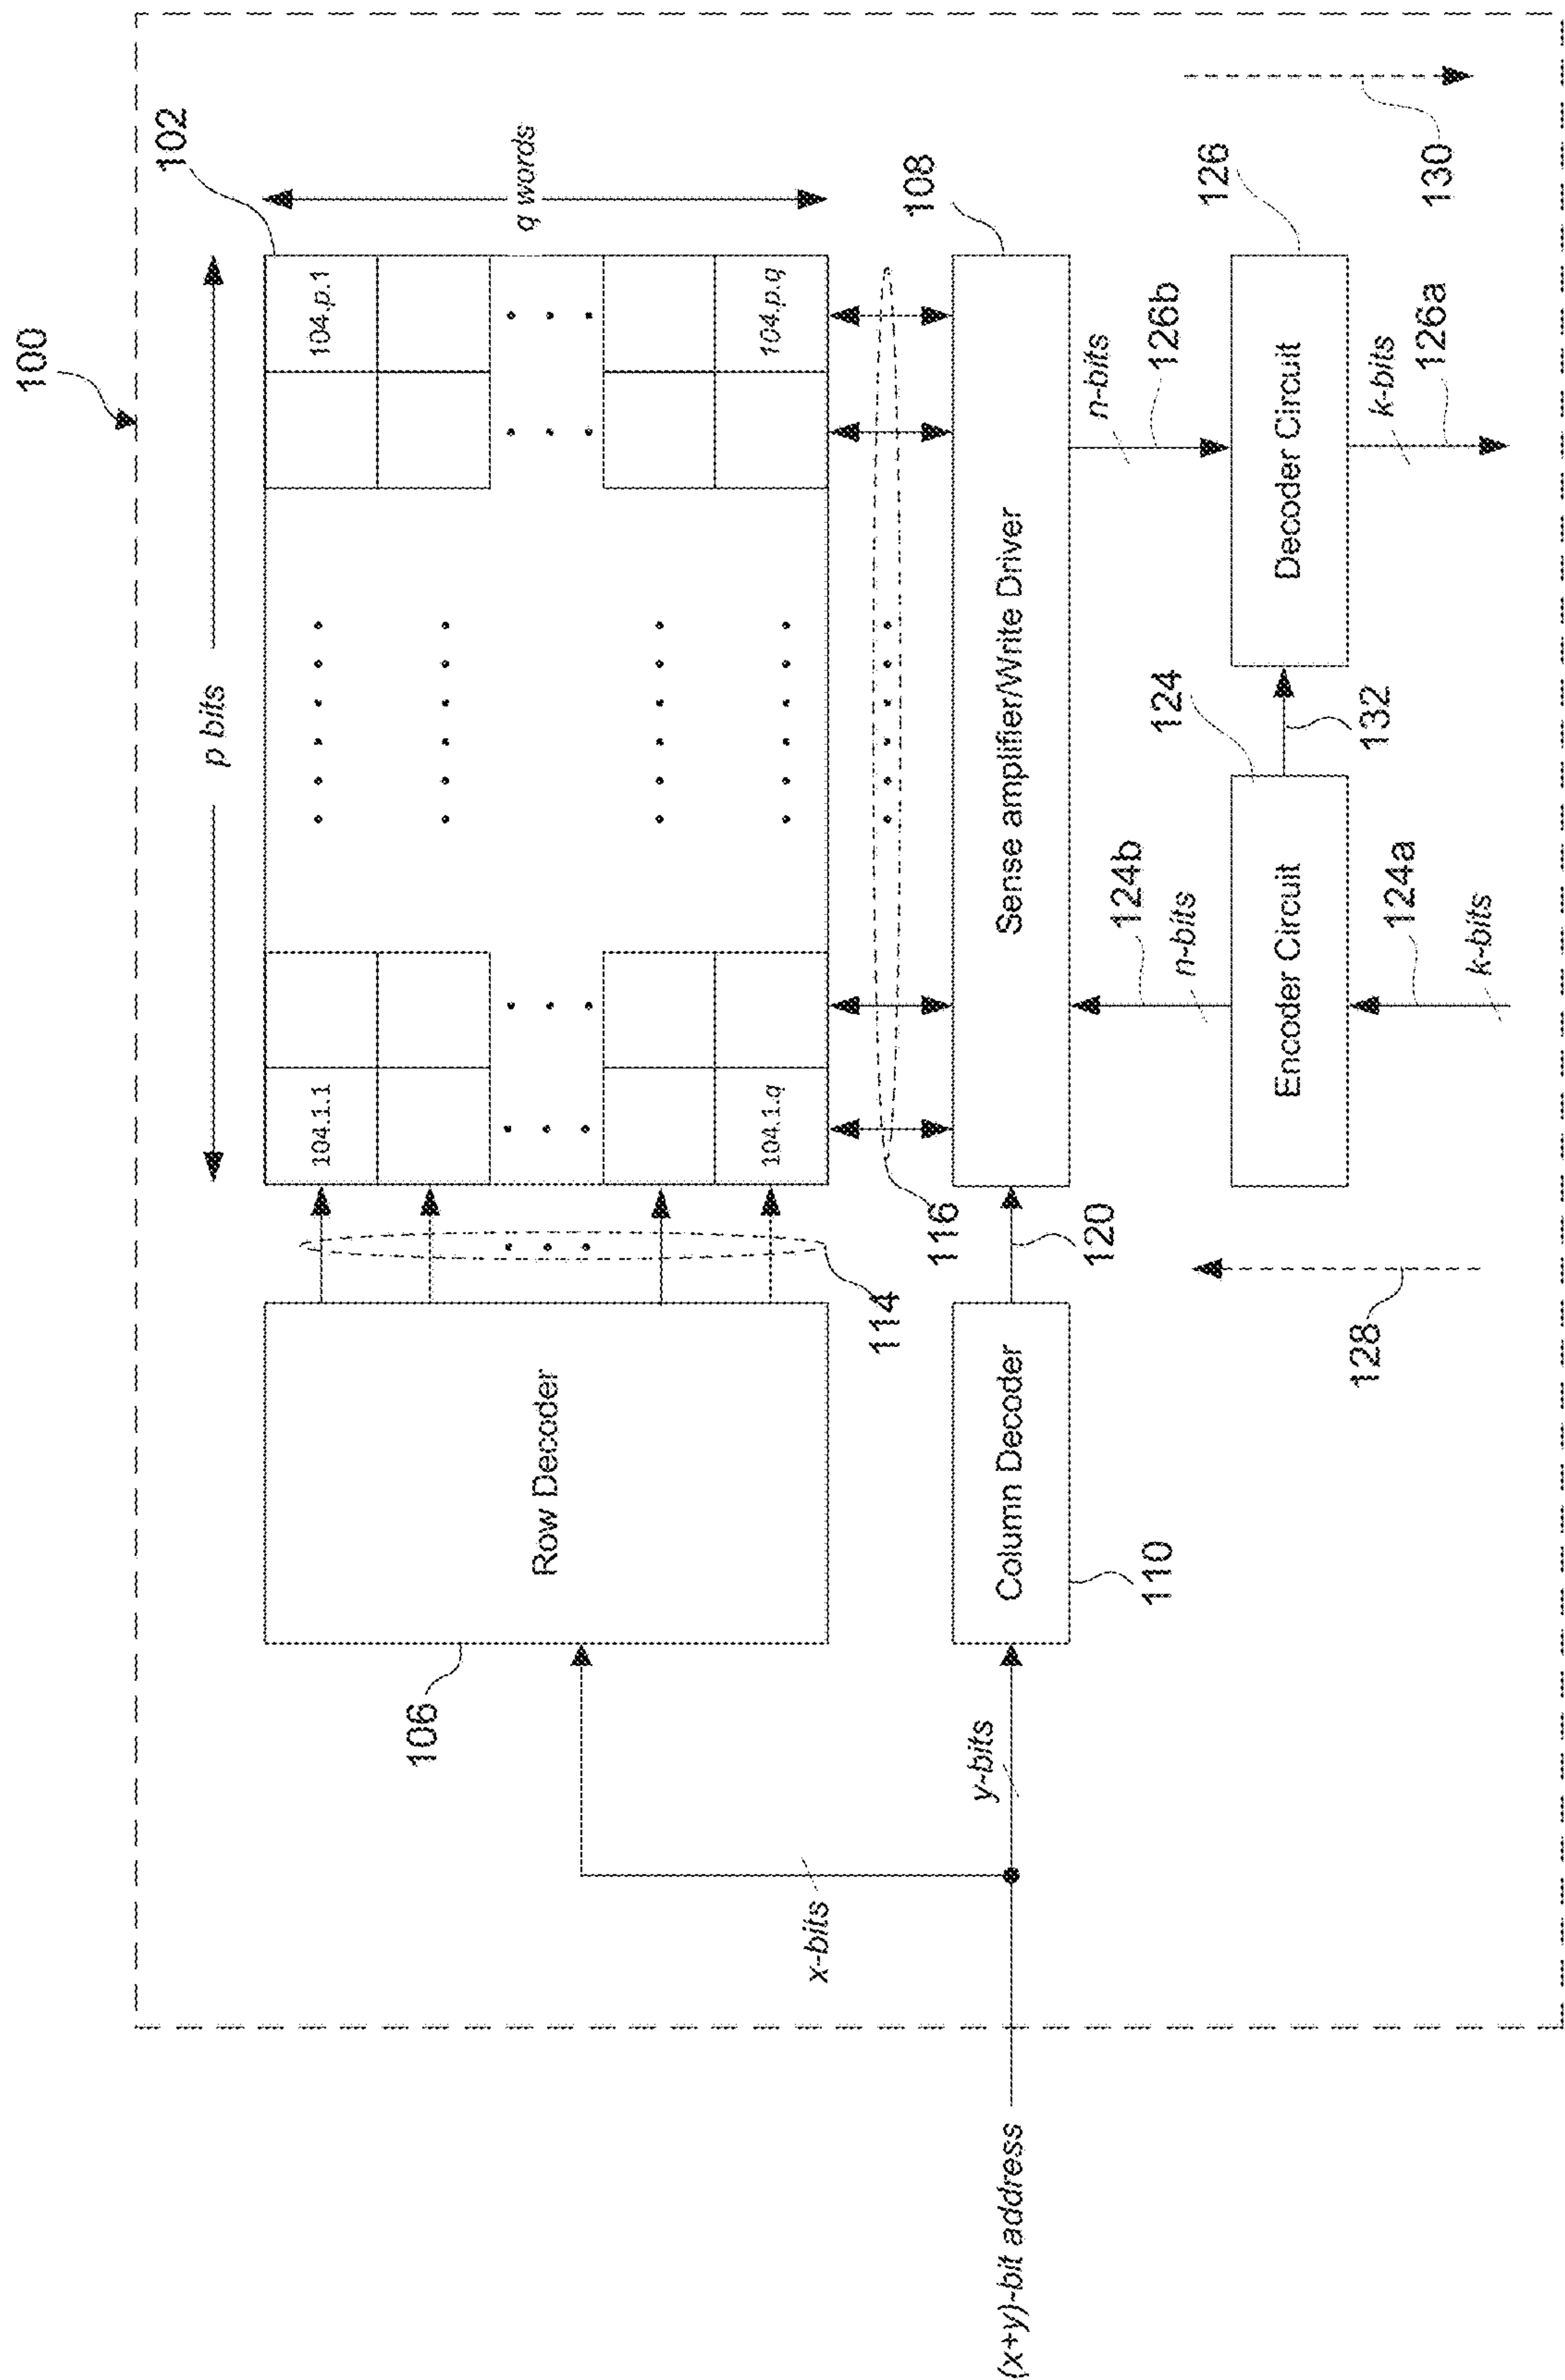 100
p bits
102
104.1.1
104.p.1
q words
104.1.q
104.p.q
Row Decoder
106
114
116
108
Sense amplifier/Write Driver
Column Decoder
110
120
x-bits
y-bits
(x+y)-bit address
124b
n-bits
n-bits
126b
124
126
Encoder Circuit
Decoder Circuit
132
128
130
124a
k-bits
k-bits
126a